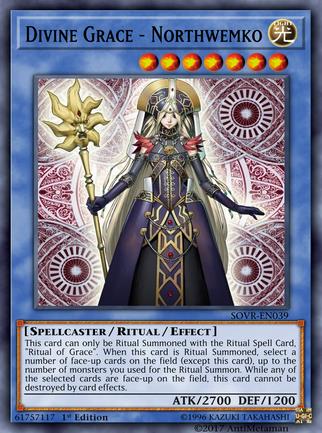 DIVINE GRACE - NORTHWEMKO
光
SOVR-EN039
[SPELLCASTER/RITUAL/EFFECT]
This card can only be Ritual Summoned with the Ritual Spell Card,
"Ritual of Grace". When this card is Ritual Summoned, select a
number of face-up cards on the field (except this card), up to the
number of monsters you used for the Ritual Summon. While any of
the selected cards are face-up on the field, this card cannot be
destroyed by card effects.
ATK/2700 DEF/1200
61757117 1st Edition ©1996 KAZUKI TAKAHASHI
©2017 AntiMetaman